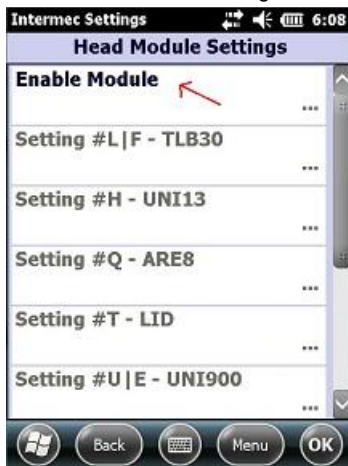 Intermec Settings 6:08
Head Module Settings
Enable Module
...
Setting #L|F - TLB30
...
Setting #H - UNI13
...
Setting #Q - ARE8
...
Setting #T - LID
...
Setting #U|E - UNI900
...
Back Menu OK